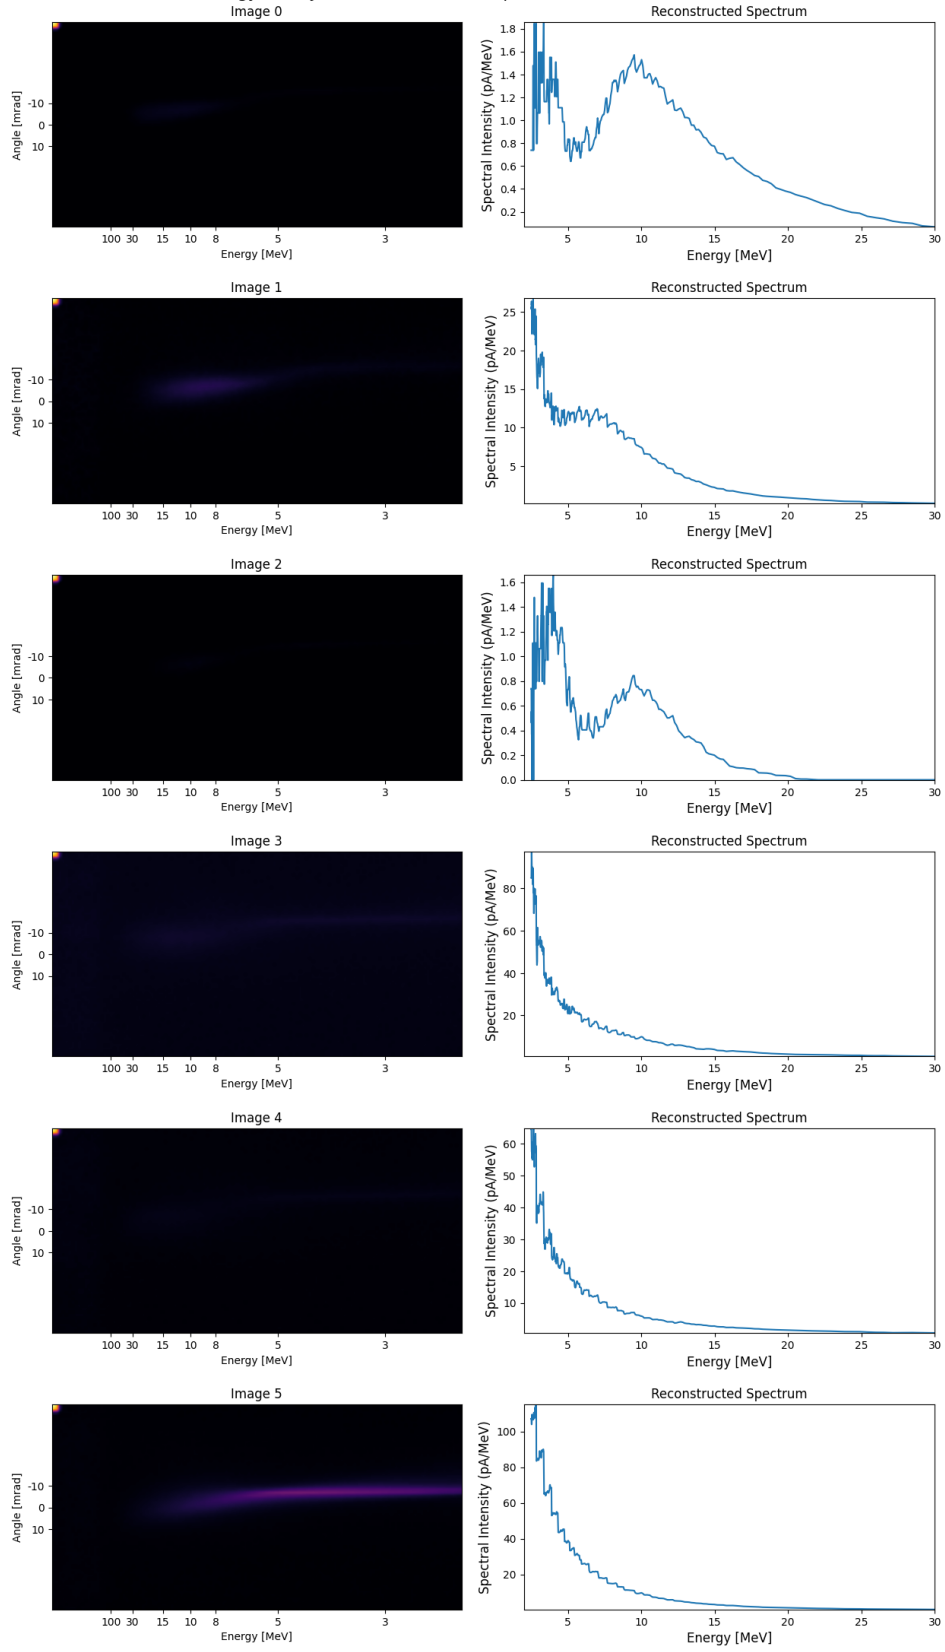 Image 0
Reconstructed Spectrum
Angle [mrad]
-10
0
10
100 30 15 10 8 5 3
Energy [MeV]
Spectral Intensity (pA/MeV)
1.8
1.6
1.4
1.2
1.0
0.8
0.6
0.4
0.2
5 10 15 20 25 30
Energy [MeV]
Image 1
Reconstructed Spectrum
Angle [mrad]
-10
0
10
100 30 15 10 8 5 3
Energy [MeV]
Spectral Intensity (pA/MeV)
25
20
15
10
5
5 10 15 20 25 30
Energy [MeV]
Image 2
Reconstructed Spectrum
Angle [mrad]
-10
0
10
100 30 15 10 8 5 3
Energy [MeV]
Spectral Intensity (pA/MeV)
1.6
1.4
1.2
1.0
0.8
0.6
0.4
0.2
0.0
5 10 15 20 25 30
Energy [MeV]
Image 3
Reconstructed Spectrum
Angle [mrad]
-10
0
10
100 30 15 10 8 5 3
Energy [MeV]
Spectral Intensity (pA/MeV)
80
60
40
20
5 10 15 20 25 30
Energy [MeV]
Image 4
Reconstructed Spectrum
Angle [mrad]
-10
0
10
100 30 15 10 8 5 3
Energy [MeV]
Spectral Intensity (pA/MeV)
60
50
40
30
20
10
5 10 15 20 25 30
Energy [MeV]
Image 5
Reconstructed Spectrum
Angle [mrad]
-10
0
10
100 30 15 10 8 5 3
Energy [MeV]
Spectral Intensity (pA/MeV)
100
80
60
40
20
5 10 15 20 25 30
Energy [MeV]